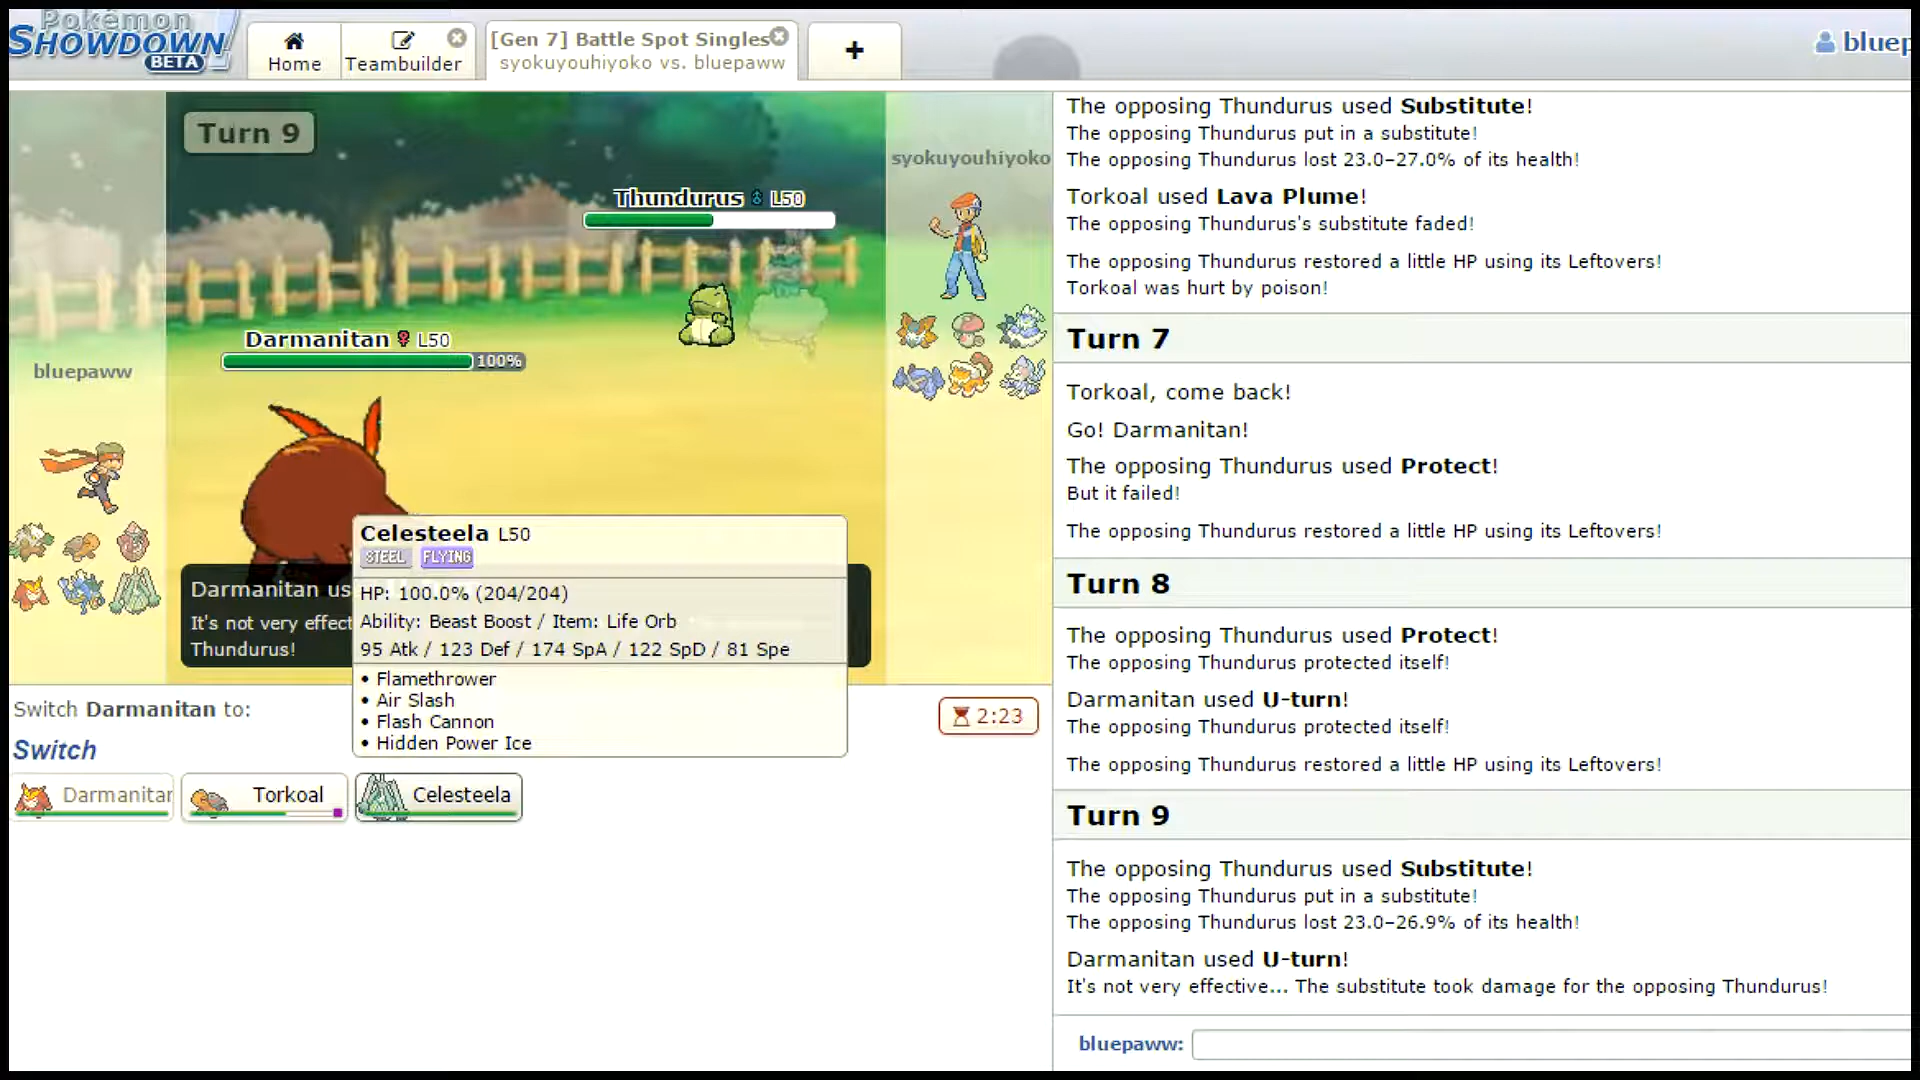 Pokémon
SHOWDOWN
BETA
Home
Teambuilder
[Gen 7] Battle Spot Singles
syokuyouhiyoko vs. bluepaww
+
bluep
Turn 9
syokuyouhiyoko
Thundurus L50
Darmanitan L50
100%
bluepaww
Darmanitan us
It's not very effect
Thundurus!
Celesteela L50
STEEL FLYING
HP: 100.0% (204/204)
Ability: Beast Boost / Item: Life Orb
95 Atk / 123 Def / 174 SpA / 122 SpD / 81 Spe
• Flamethrower
• Air Slash
• Flash Cannon
• Hidden Power Ice
Switch Darmanitan to:
2:23
Switch
Darmanitar
Torkoal
Celesteela
The opposing Thundurus used Substitute!
The opposing Thundurus put in a substitute!
The opposing Thundurus lost 23.0–27.0% of its health!
Torkoal used Lava Plume!
The opposing Thundurus's substitute faded!
The opposing Thundurus restored a little HP using its Leftovers!
Torkoal was hurt by poison!
Turn 7
Torkoal, come back!
Go! Darmanitan!
The opposing Thundurus used Protect!
But it failed!
The opposing Thundurus restored a little HP using its Leftovers!
Turn 8
The opposing Thundurus used Protect!
The opposing Thundurus protected itself!
Darmanitan used U-turn!
The opposing Thundurus protected itself!
The opposing Thundurus restored a little HP using its Leftovers!
Turn 9
The opposing Thundurus used Substitute!
The opposing Thundurus put in a substitute!
The opposing Thundurus lost 23.0–26.9% of its health!
Darmanitan used U-turn!
It's not very effective... The substitute took damage for the opposing Thundurus!
bluepaww: